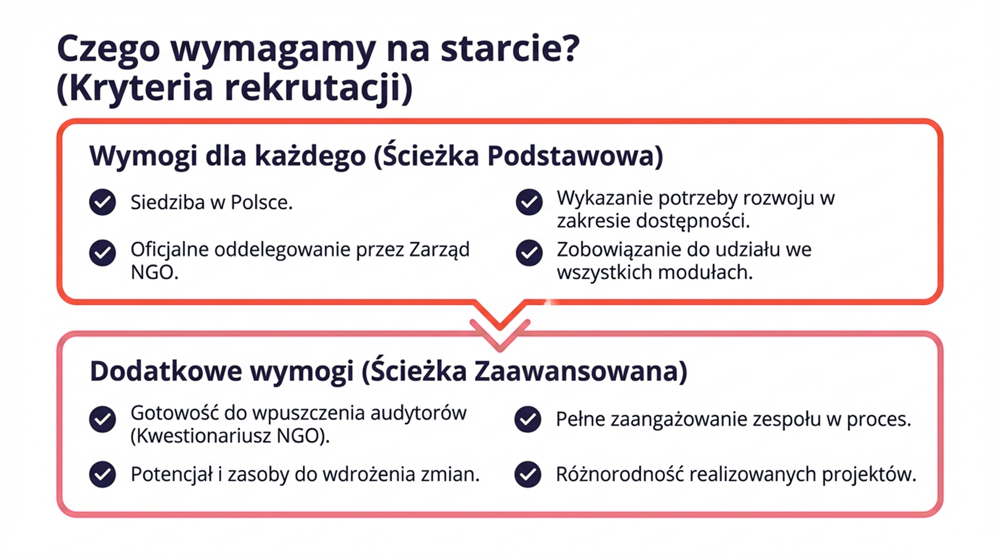 Czego wymagamy na starcie?
(Kryteria rekrutacji)
Wymogi dla każdego (Ścieżka Podstawowa)
Siedziba w Polsce.
Oficjalne oddelegowanie przez Zarząd
NGO.
Wykazanie potrzeby rozwoju w
zakresie dostępności.
Zobowiązanie do udziału we
wszystkich modułach.
Dodatkowe wymogi (Ścieżka Zaawansowana)
Gotowość do wpuszczenia audytorów
(Kwestionariusz NGO).
Potencjał i zasoby do wdrożenia zmian.
Pełne zaangażowanie zespołu w proces.
Różnorodność realizowanych projektów.